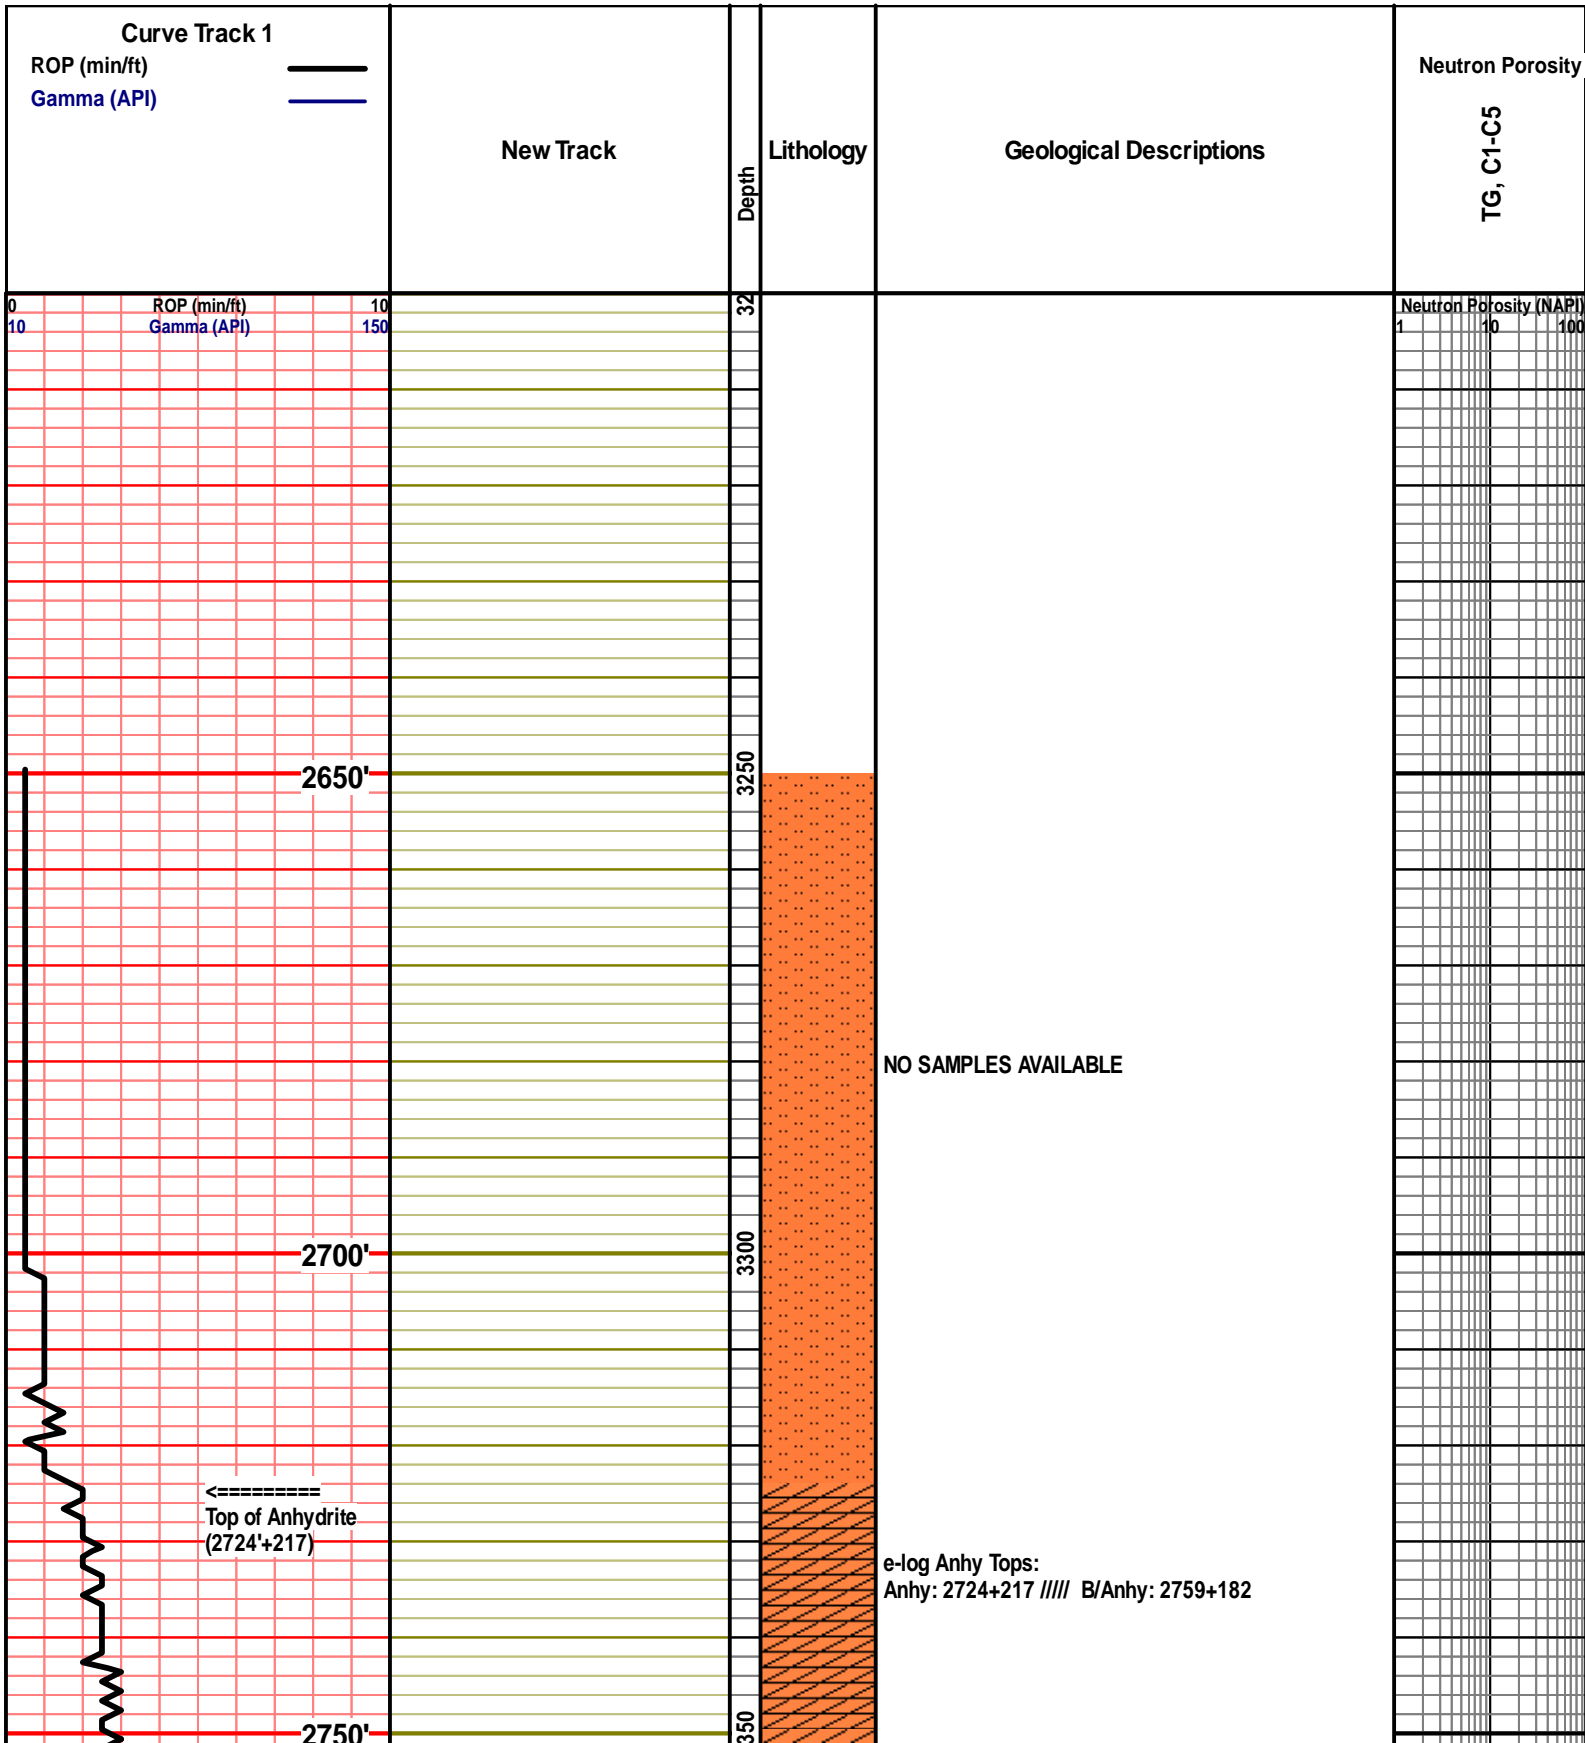 Curve Track 1
ROP (min/ft)
Gamma (API)
New Track
Depth
Lithology
Geological Descriptions
Neutron Porosity
TG, C1-C5
0 ROP (min/ft) 10
10 Gamma (API) 150
32
Neutron Porosity (NAPI)
1 10 100
2650'
3250
NO SAMPLES AVAILABLE
2700'
3300
<=========
Top of Anhydrite
(2724'+217)
e-log Anhy Tops:
Anhy: 2724+217 ///// B/Anhy: 2759+182
2750'
350